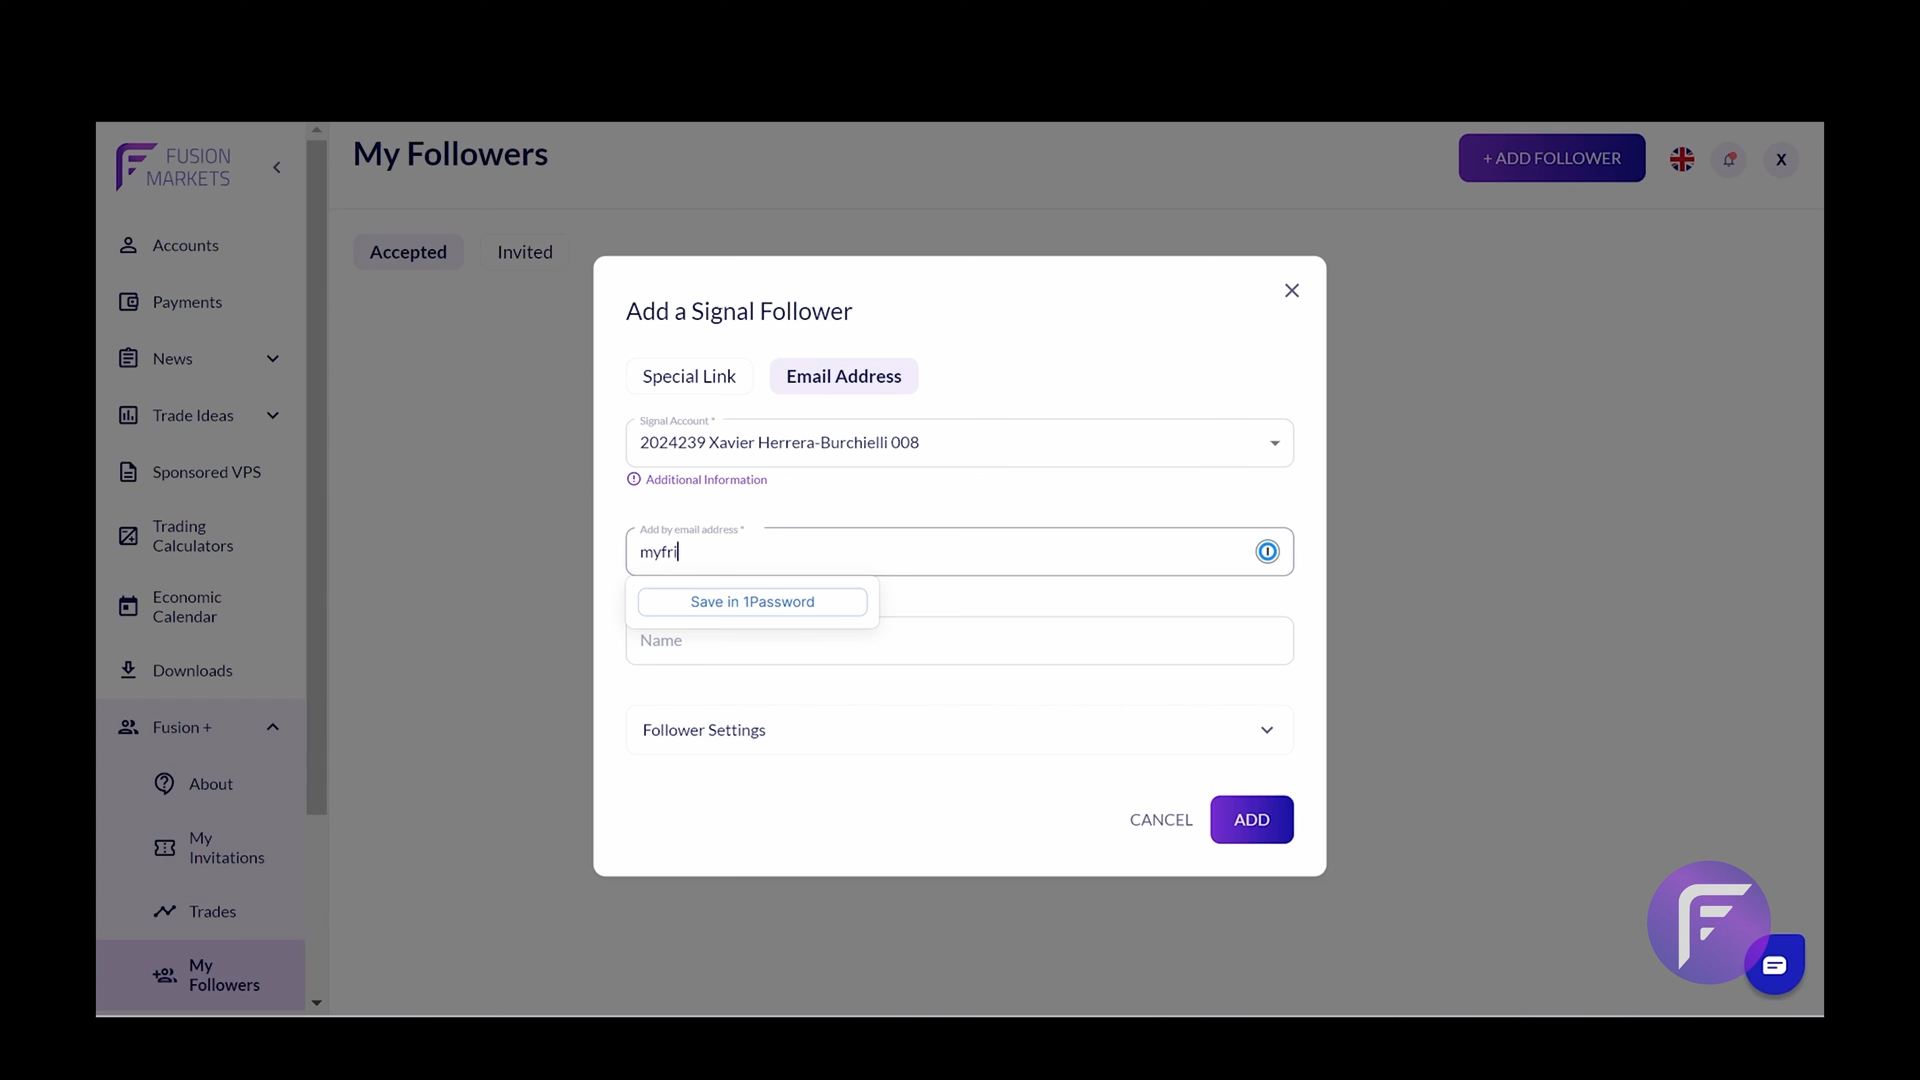 FUSION
MARKETS
My Followers
+ ADD FOLLOWER
X
Accounts
Payments
News
Trade Ideas
Sponsored VPS
Trading
Calculators
Economic
Calendar
Downloads
Fusion +
About
My
Invitations
Trades
My
Followers
Accepted
Invited
Add a Signal Follower
Special Link
Email Address
Signal Account *
2024239 Xavier Herrera-Burchielli 008
Additional Information
Add by email address *
myfri
Save in 1Password
Name
Follower Settings
CANCEL
ADD